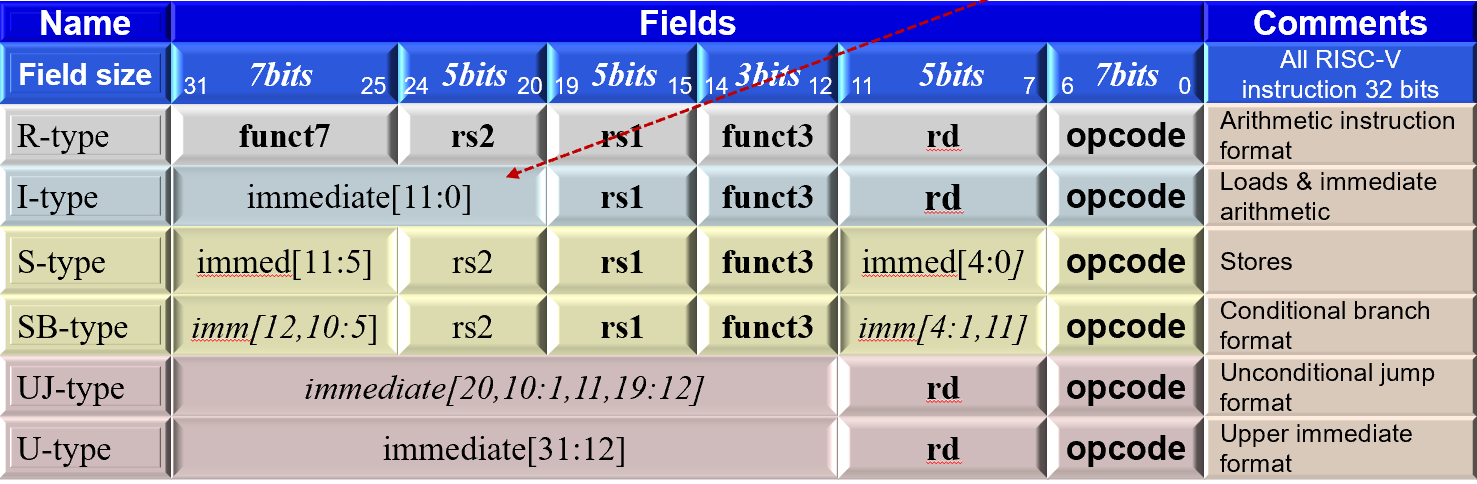 Name Fields Comments
Field size 31 7bits 25 24 5bits 20 19 5bits 15 14 3bits 12 11 5bits 7 6 7bits 0 All RISC-V
instruction 32 bits
R-type funct7 rs2 rs1 funct3 rd opcode Arithmetic instruction
format
I-type immediate[11:0] rs1 funct3 rd opcode Loads & immediate
arithmetic
S-type immed[11:5] rs2 rs1 funct3 immed[4:0] opcode Stores
SB-type imm[12,10:5] rs2 rs1 funct3 imm[4:1,11] opcode Conditional branch
format
UJ-type immediate[20,10:1,11,19:12] rd opcode Unconditional jump
format
U-type immediate[31:12] rd opcode Upper immediate
format